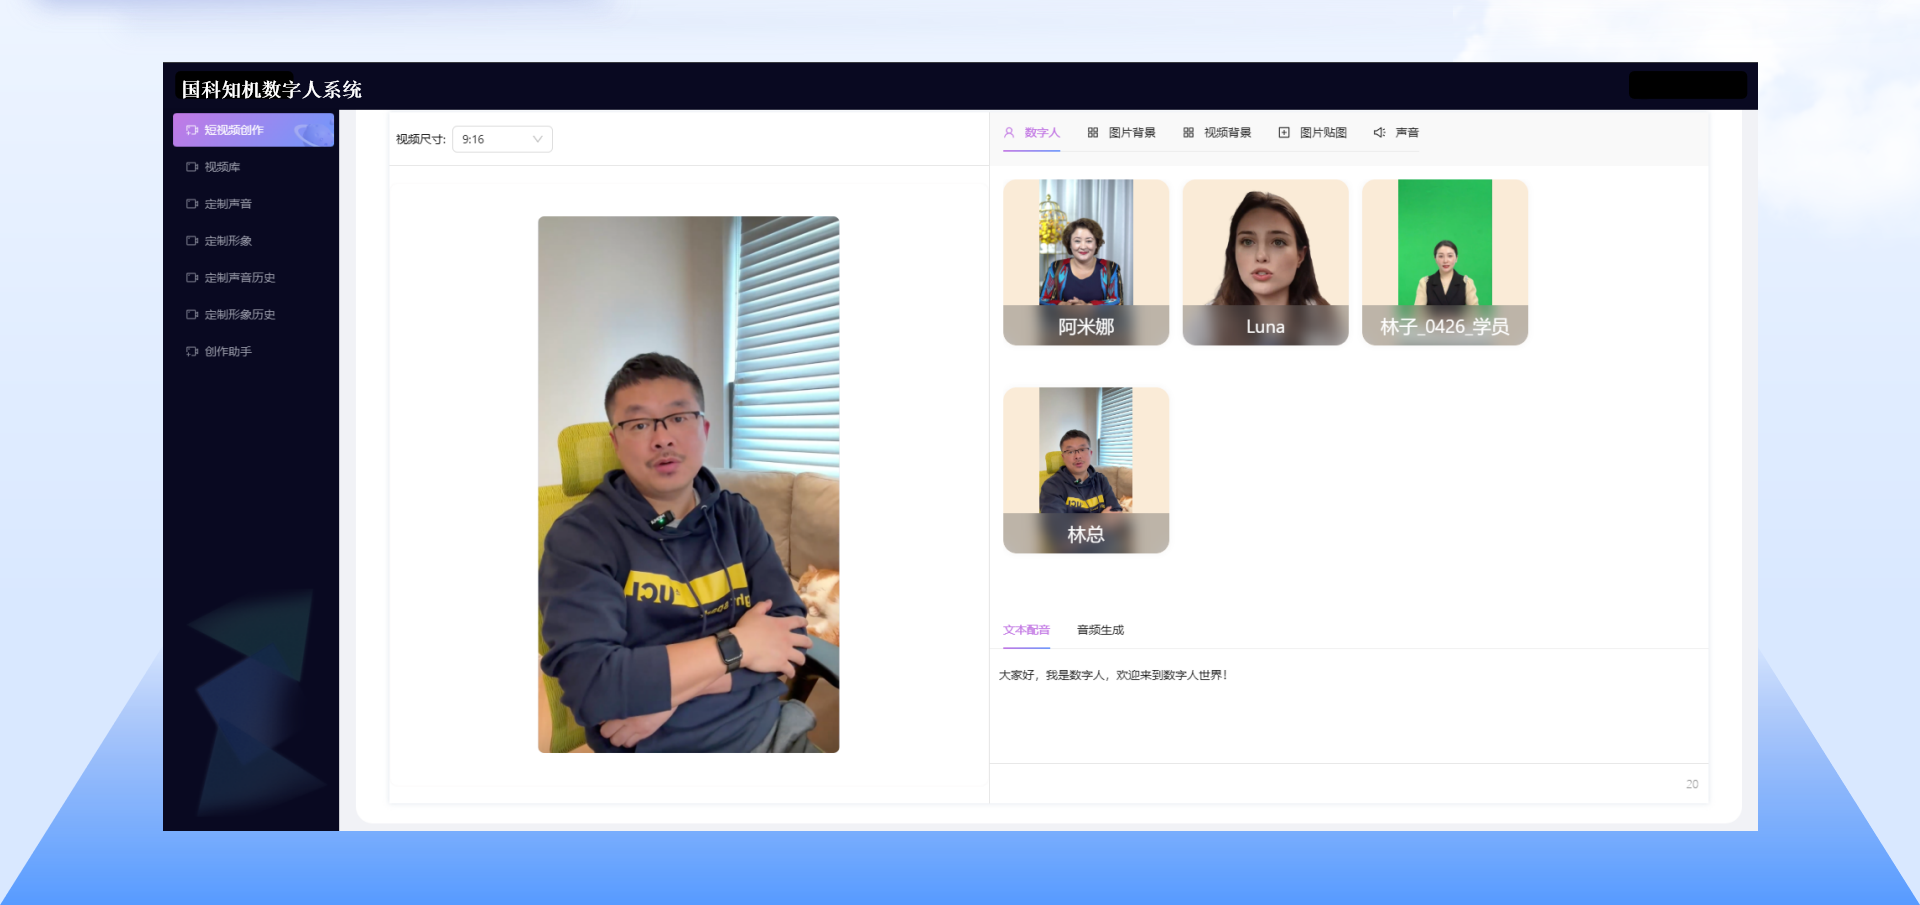 国科知机数字人系统
短视频创作
视频库
定制声音
定制形象
定制声音历史
定制形象历史
创作助手
视频尺寸: 9:16
数字人 图片背景 视频背景 图片贴图 声音
阿米娜 Luna 林子_0426_学员
林总
文本配音 音频生成
大家好，我是数字人，欢迎来到数字人世界！
20